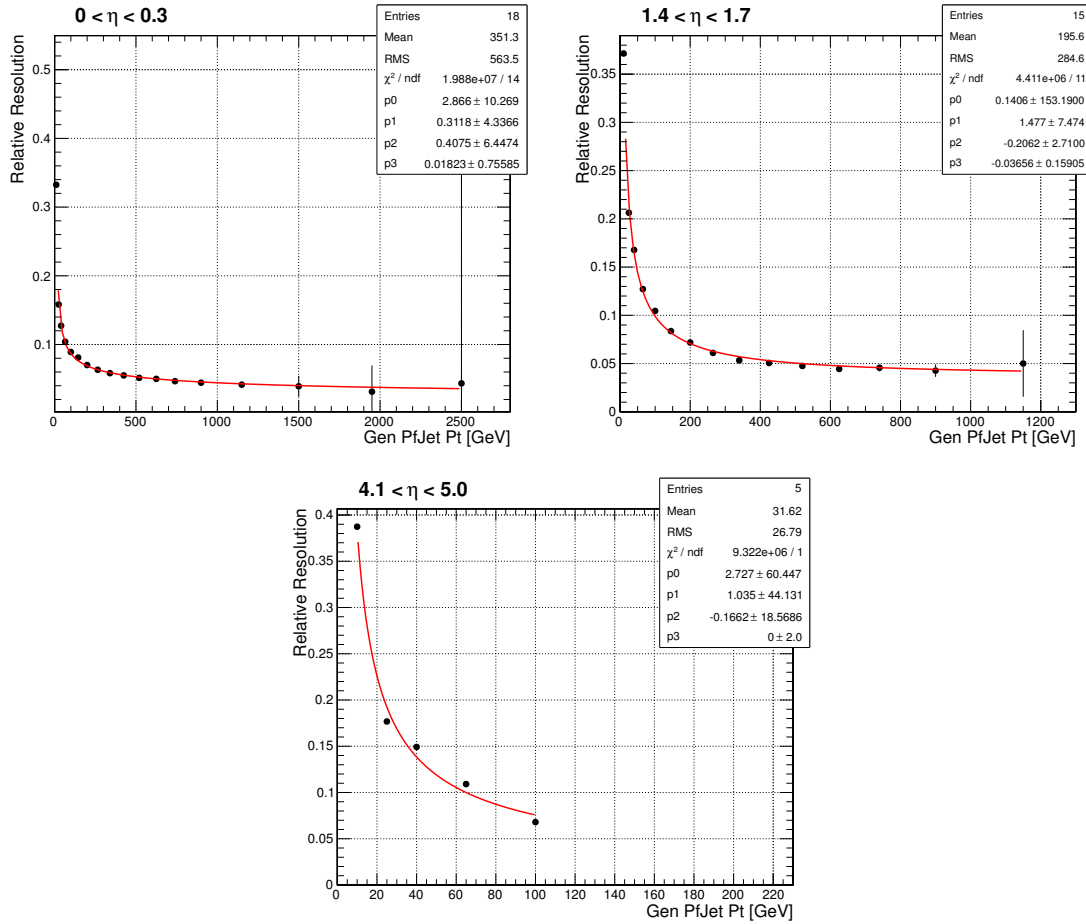 0 < η < 0.3
Entries 18
Mean 351.3
RMS 563.5
χ² / ndf 1.988e+07 / 14
p0 2.866 ± 10.269
p1 0.3118 ± 4.3366
p2 0.4075 ± 6.4474
p3 0.01823 ± 0.75585
Relative Resolution
0.5
0.4
0.3
0.2
0.1
0 500 1000 1500 2000 2500
Gen PfJet Pt [GeV]
1.4 < η < 1.7
Entries 15
Mean 195.6
RMS 284.6
χ² / ndf 4.411e+06 / 11
p0 0.1406 ± 153.1900
p1 1.477 ± 7.474
p2 -0.2062 ± 2.7100
p3 -0.03656 ± 0.15905
Relative Resolution
0.35
0.3
0.25
0.2
0.15
0.1
0.05
0
0 200 400 600 800 1000 1200
Gen PfJet Pt [GeV]
4.1 < η < 5.0
Entries 5
Mean 31.62
RMS 26.79
χ² / ndf 9.322e+06 / 1
p0 2.727 ± 60.447
p1 1.035 ± 44.131
p2 -0.1662 ± 18.5686
p3 0 ± 2.0
Relative Resolution
0.4
0.35
0.3
0.25
0.2
0.15
0.1
0.05
0
0 20 40 60 80 100 120 140 160 180 200 220
Gen PfJet Pt [GeV]